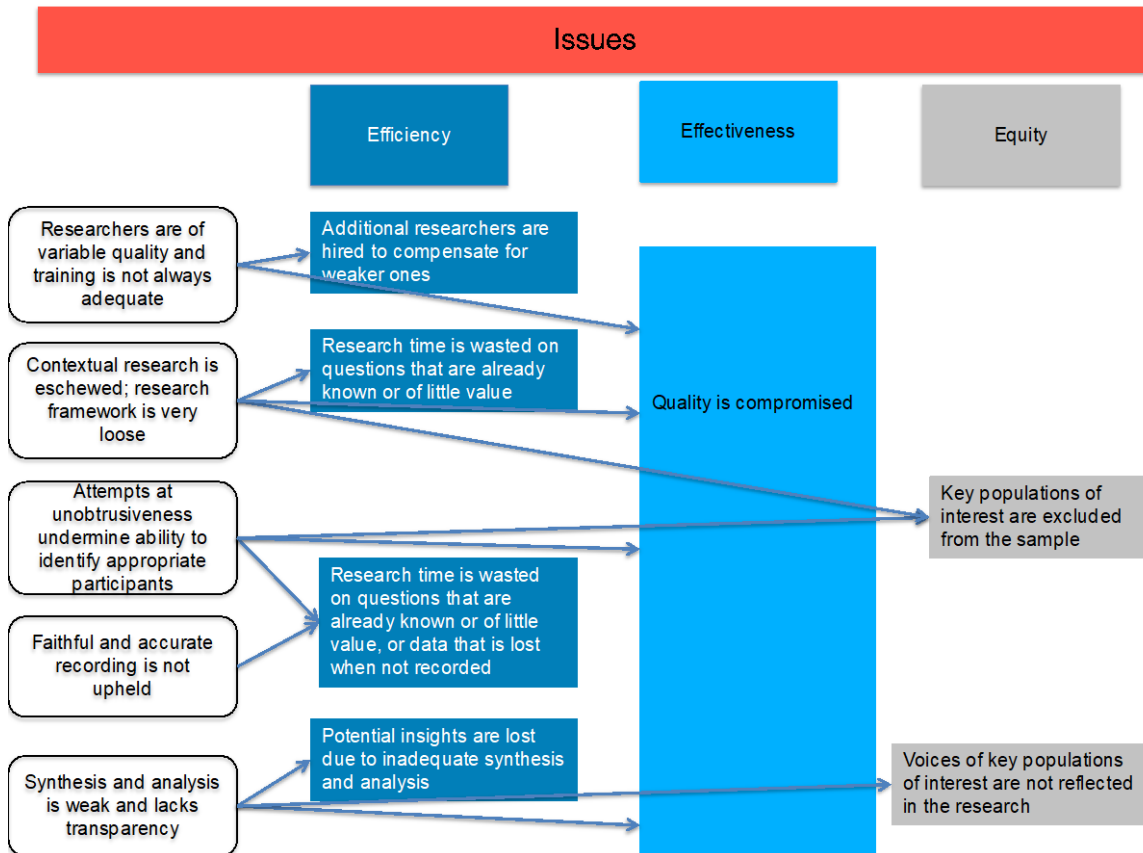 Issues
Efficiency
Effectiveness
Equity
Researchers are of
variable quality and
training is not always
adequate
Additional researchers are
hired to compensate for
weaker ones
Contextual research is
eschewed; research
framework is very
loose
Research time is wasted on
questions that are already
known or of little value
Quality is compromised
Attempts at
unobtrusiveness
undermine ability to
identify appropriate
participants
Key populations of
interest are excluded
from the sample
Research time is wasted
on questions that are
already known or of little
value, or data that is lost
when not recorded
Faithful and accurate
recording is not
upheld
Potential insights are lost
due to inadequate synthesis
and analysis
Synthesis and analysis
is weak and lacks
transparency
Voices of key populations
of interest are not reflected
in the research